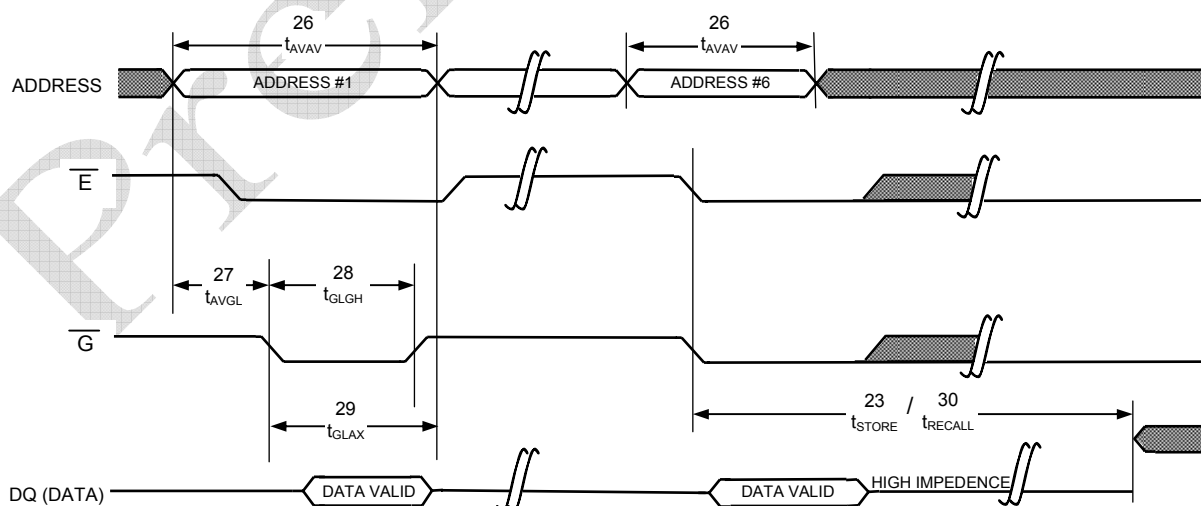 26 26
tAVAV tAVAV
ADDRESS ADDRESS #1 ADDRESS #6
E
27 28
tAVGL tGLGH
G
29 23 / 30
tGLAX tSTORE tRECALL
DQ (DATA) DATA VALID DATA VALID HIGH IMPEDENCE